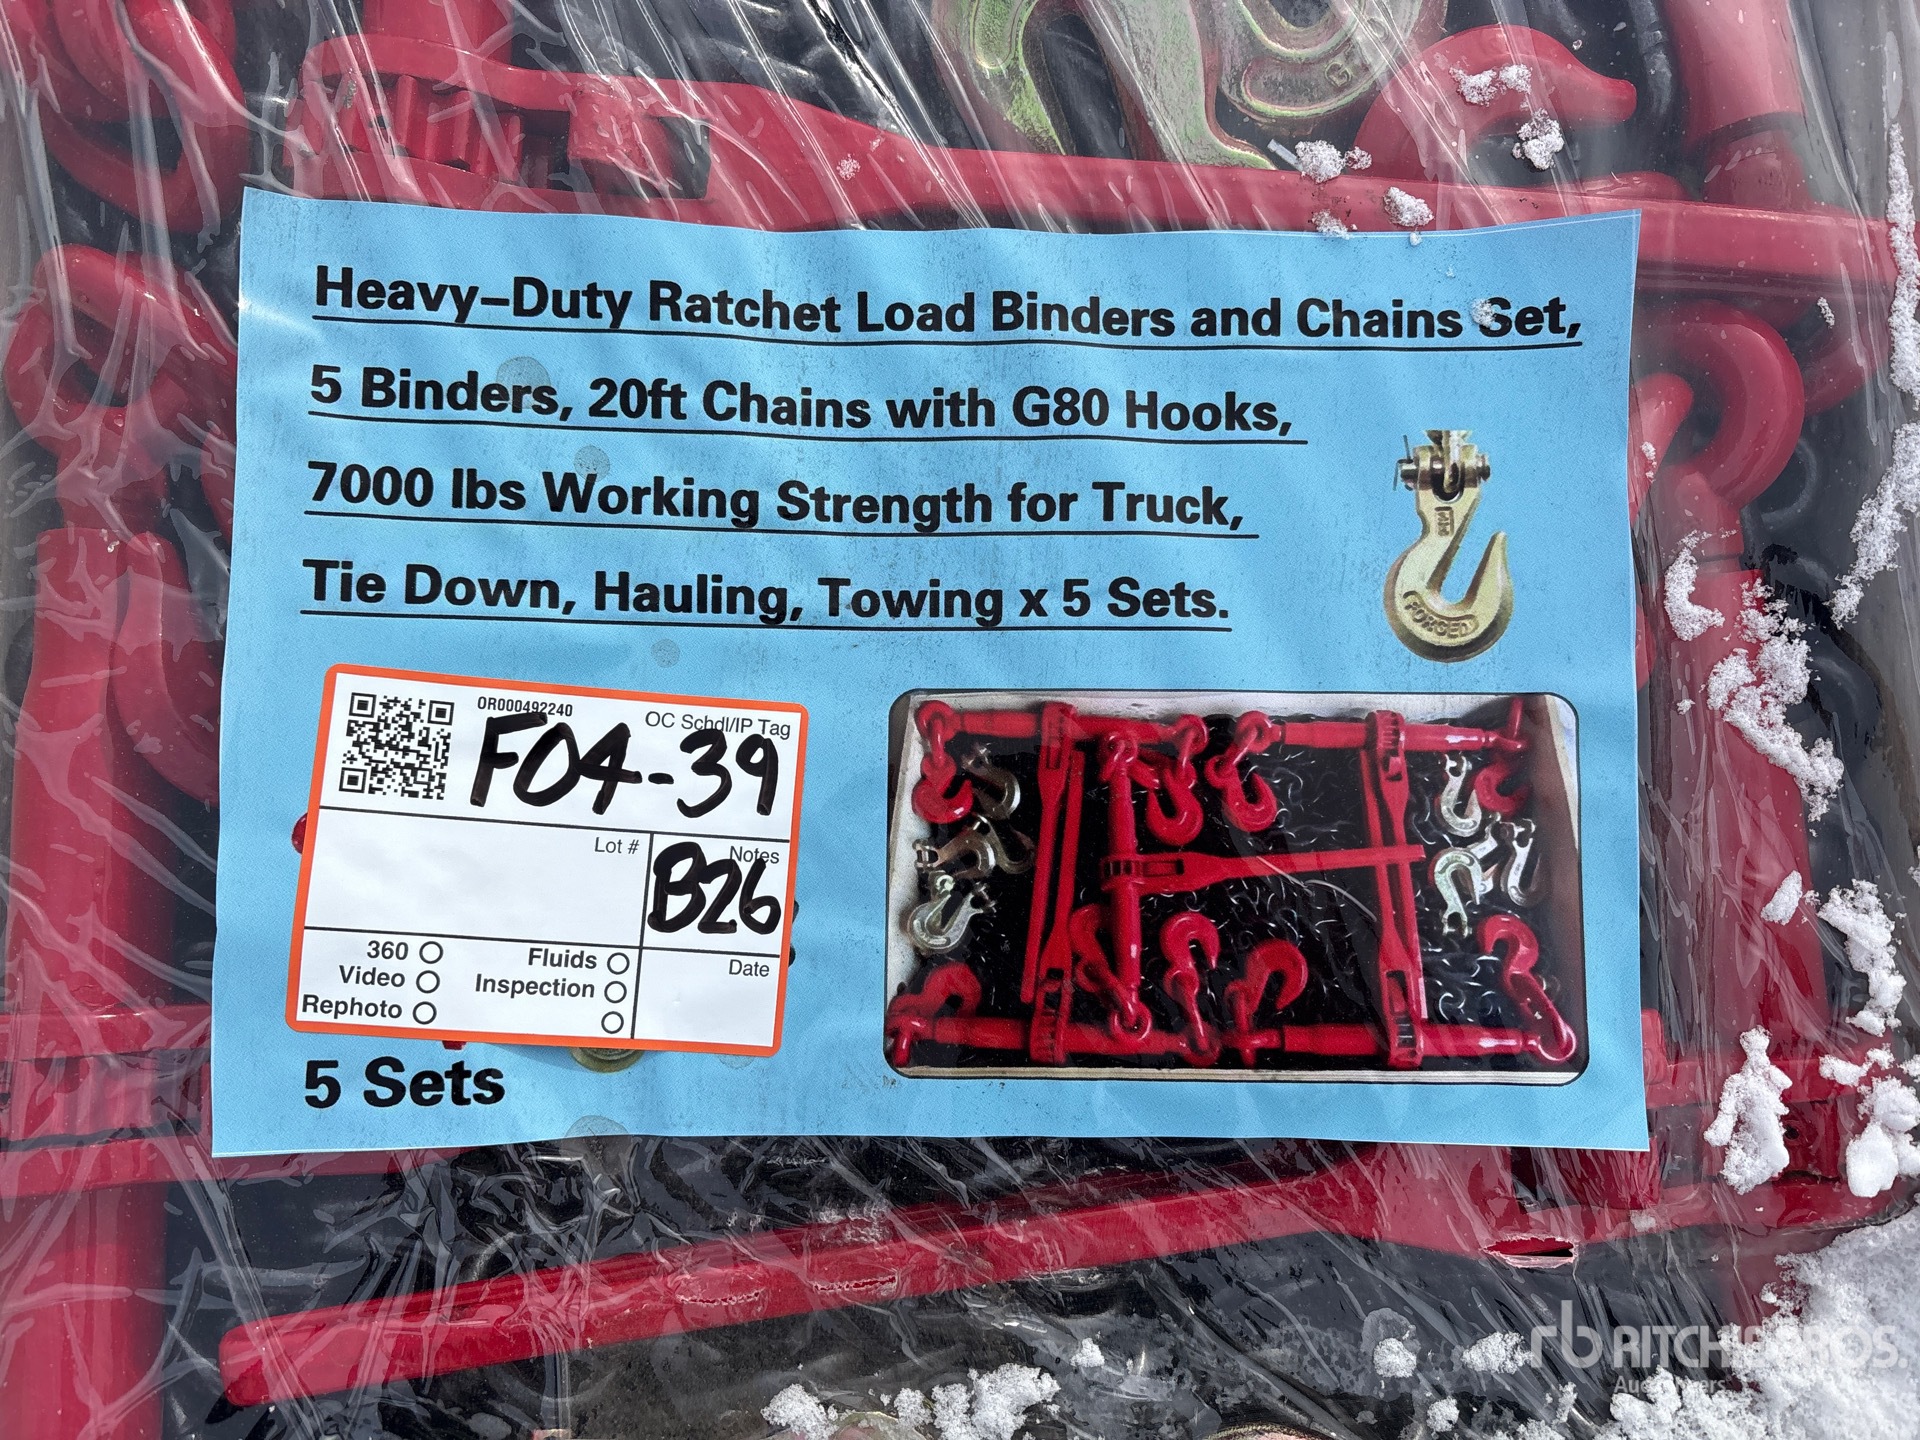 Heavy-Duty Ratchet Load Binders and Chains Set,
5 Binders, 20ft Chains with G80 Hooks,
7000 lbs Working Strength for Truck,
Tie Down, Hauling, Towing x 5 Sets.
FORGED
OR000492240
OC Schdl/IP Tag
F04-39
Lot #
Notes
B26
360
Video
Rephoto
Fluids
Inspection
Date
5 Sets
rb RITCHIE BROS.
Auctioneers